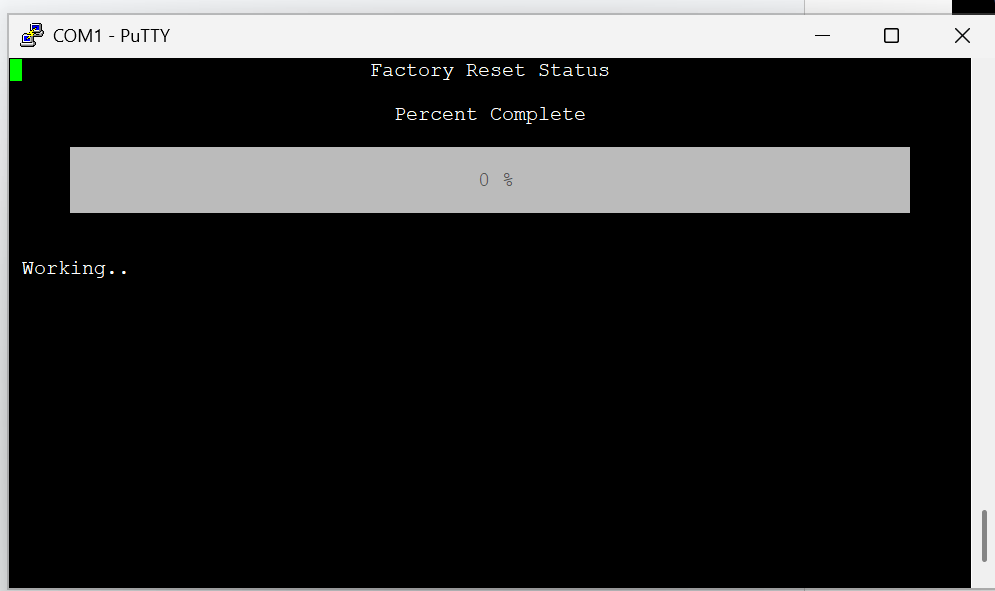 COM1 - PuTTY
Factory Reset Status
Percent Complete
0 %
Working..